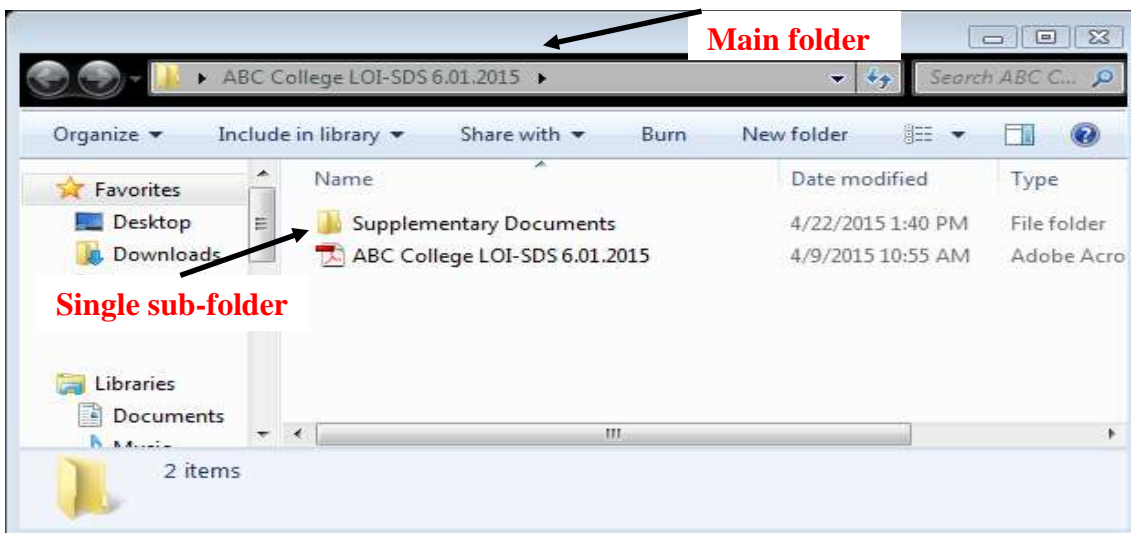 Main folder
ABC College LOI-SDS 6.01.2015
Search ABC C...
Organize Include in library Share with Burn New folder
Name Date modified Type
Favorites
Desktop
Downloads
Supplementary Documents 4/22/2015 1:40 PM File folder
ABC College LOI-SDS 6.01.2015 4/9/2015 10:55 AM Adobe Acro
Single sub-folder
Libraries
Documents
2 items